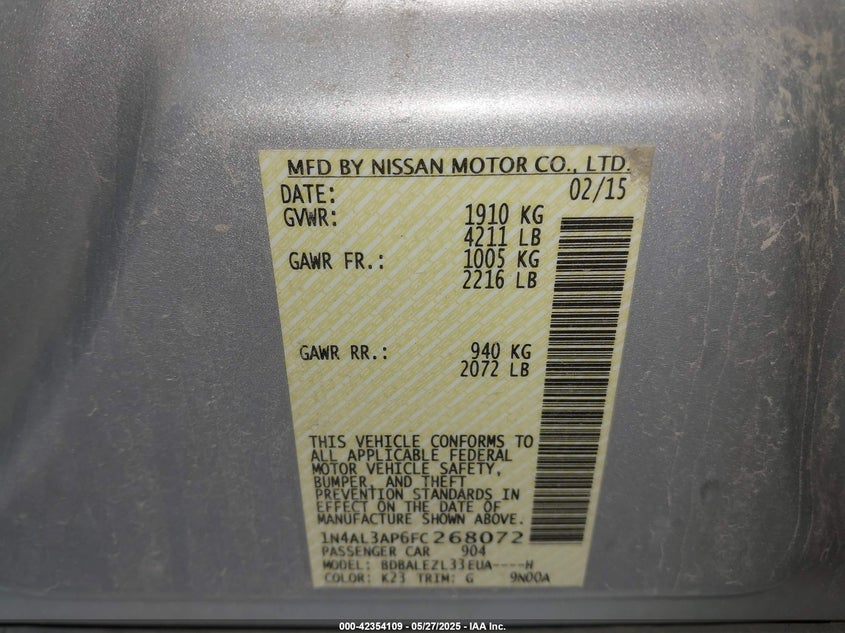 MFD BY NISSAN MOTOR CO., LTD.
DATE: 02/15
GVWR: 1910 KG
4211 LB
GAWR FR.: 1005 KG
2216 LB
GAWR RR.: 940 KG
2072 LB
THIS VEHICLE CONFORMS TO
ALL APPLICABLE FEDERAL
MOTOR VEHICLE SAFETY,
BUMPER, AND THEFT
PREVENTION STANDARDS IN
EFFECT ON THE DATE OF
MANUFACTURE SHOWN ABOVE.
1N4AL3AP6FC268072
PASSENGER CAR 904
MODEL: BDBALEZL33EUA----H
COLOR: K23 TRIM: G 9N00A
000-42354109 - 05/27/2025 - IAA Inc.